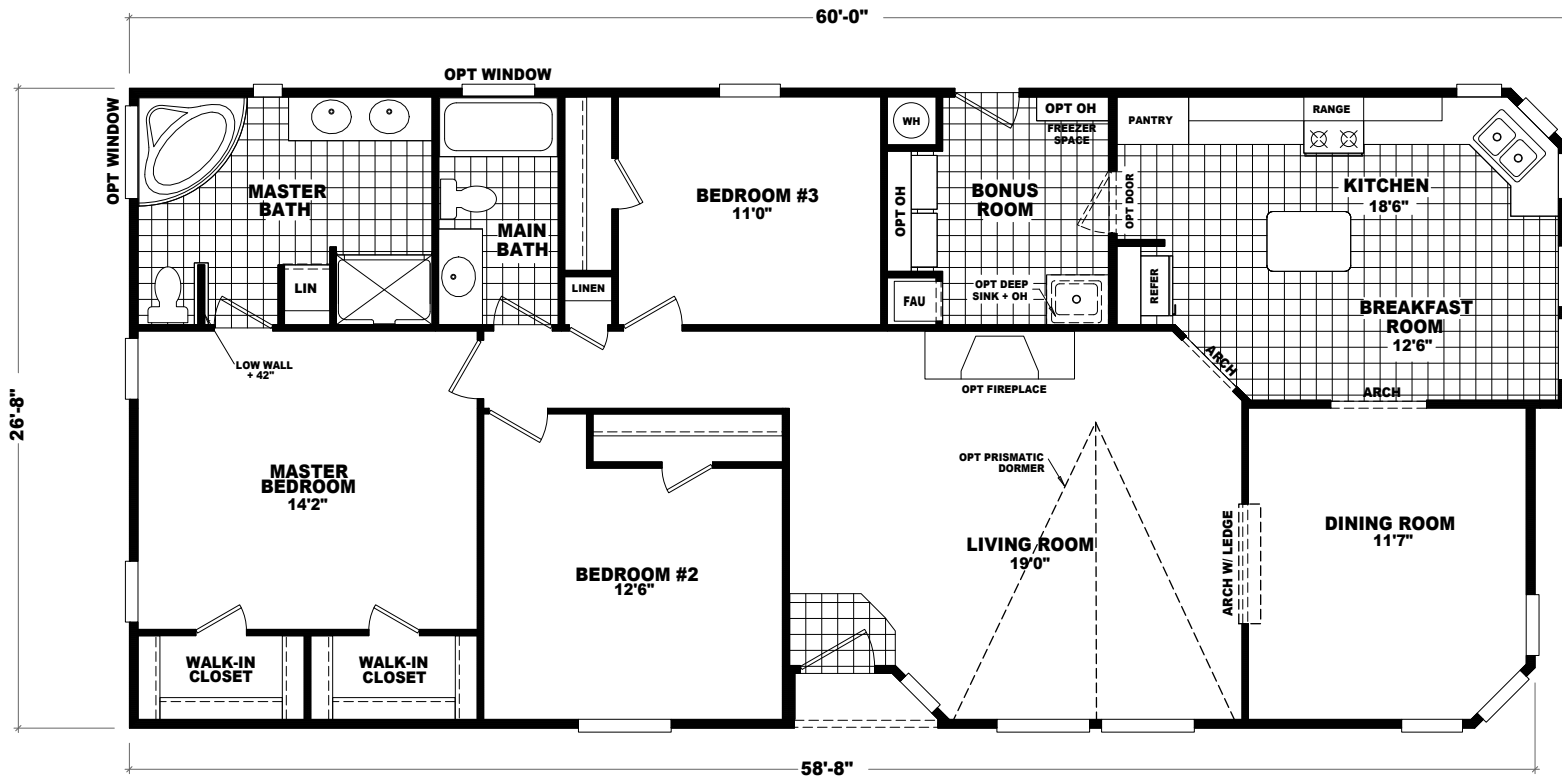 60'-0"
OPT WINDOW
OPT WINDOW
MASTER
BATH
LIN
LOW WALL
+ 42"
MAIN
BATH
LINEN
BEDROOM #3
11'0"
WH
OPT OH
FAU
BONUS
ROOM
OPT OH
FREEZER
SPACE
OPT DEEP
SINK + OH
OPT DOOR
PANTRY
RANGE
REFER
KITCHEN
18'6"
BREAKFAST
ROOM
12'6"
ARCH
ARCH
26'-8"
MASTER
BEDROOM
14'2"
WALK-IN
CLOSET
WALK-IN
CLOSET
BEDROOM #2
12'6"
OPT FIREPLACE
OPT PRISMATIC
DORMER
LIVING ROOM
19'0"
ARCH W/ LEDGE
DINING ROOM
11'7"
58'-8"